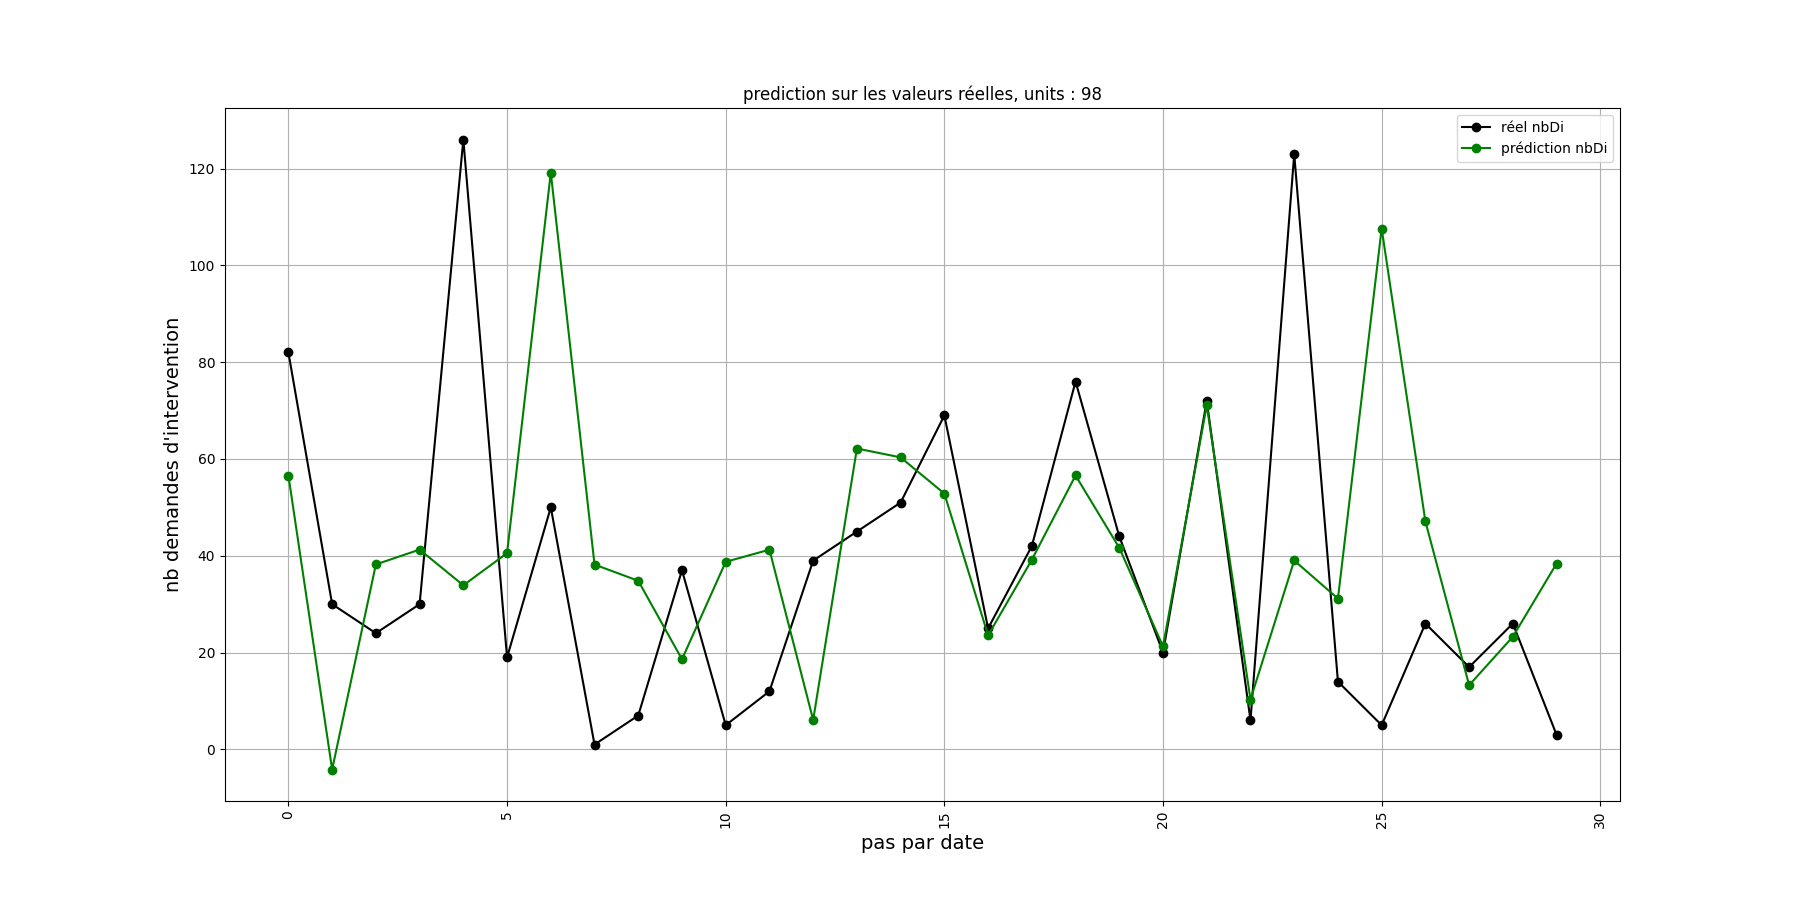 prediction sur les valeurs réelles, units : 98
réel nbDi
prédiction nbDi
nb demandes d'intervention
120
100
80
60
40
20
0
0
5
10
15
20
25
30
pas par date